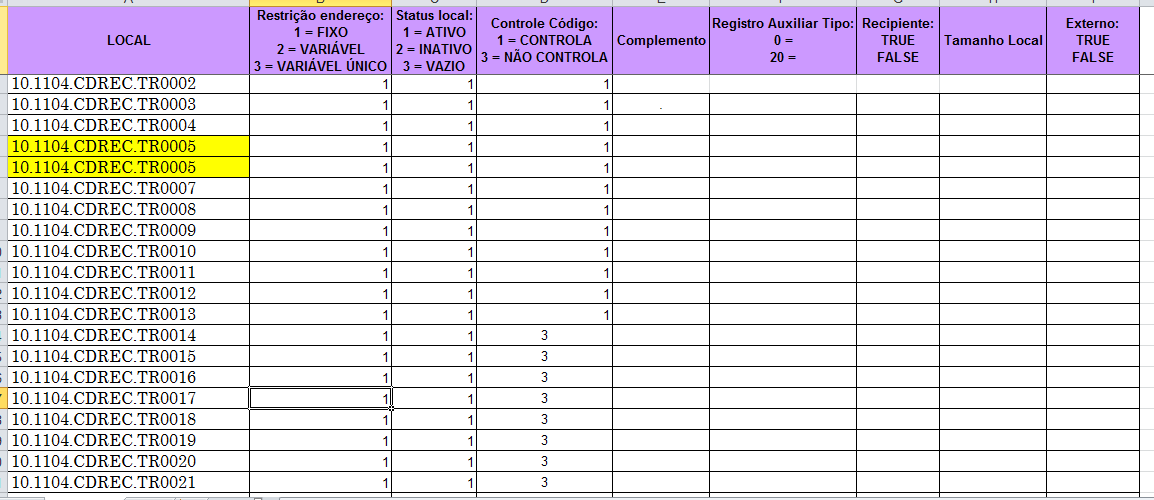 LOCAL Restrição endereço: 1 = FIXO 2 = VARIÁVEL 3 = VARIÁVEL ÚNICO Status local: 1 = ATIVO 2 = INATIVO 3 = VAZIO Controle Código: 1 = CONTROLA 3 = NÃO CONTROLA Complemento Registro Auxiliar Tipo: 0 = 20 = Recipiente: TRUE FALSE Tamanho Local Externo: TRUE FALSE
10.1104.CDREC.TR0002 1 1 1
10.1104.CDREC.TR0003 1 1 1 .
10.1104.CDREC.TR0004 1 1 1
10.1104.CDREC.TR0005 1 1 1
10.1104.CDREC.TR0005 1 1 1
10.1104.CDREC.TR0007 1 1 1
10.1104.CDREC.TR0008 1 1 1
10.1104.CDREC.TR0009 1 1 1
10.1104.CDREC.TR0010 1 1 1
10.1104.CDREC.TR0011 1 1 1
10.1104.CDREC.TR0012 1 1 1
10.1104.CDREC.TR0013 1 1 1
10.1104.CDREC.TR0014 1 1 3
10.1104.CDREC.TR0015 1 1 3
10.1104.CDREC.TR0016 1 1 3
10.1104.CDREC.TR0017 1 1 3
10.1104.CDREC.TR0018 1 1 3
10.1104.CDREC.TR0019 1 1 3
10.1104.CDREC.TR0020 1 1 3
10.1104.CDREC.TR0021 1 1 3